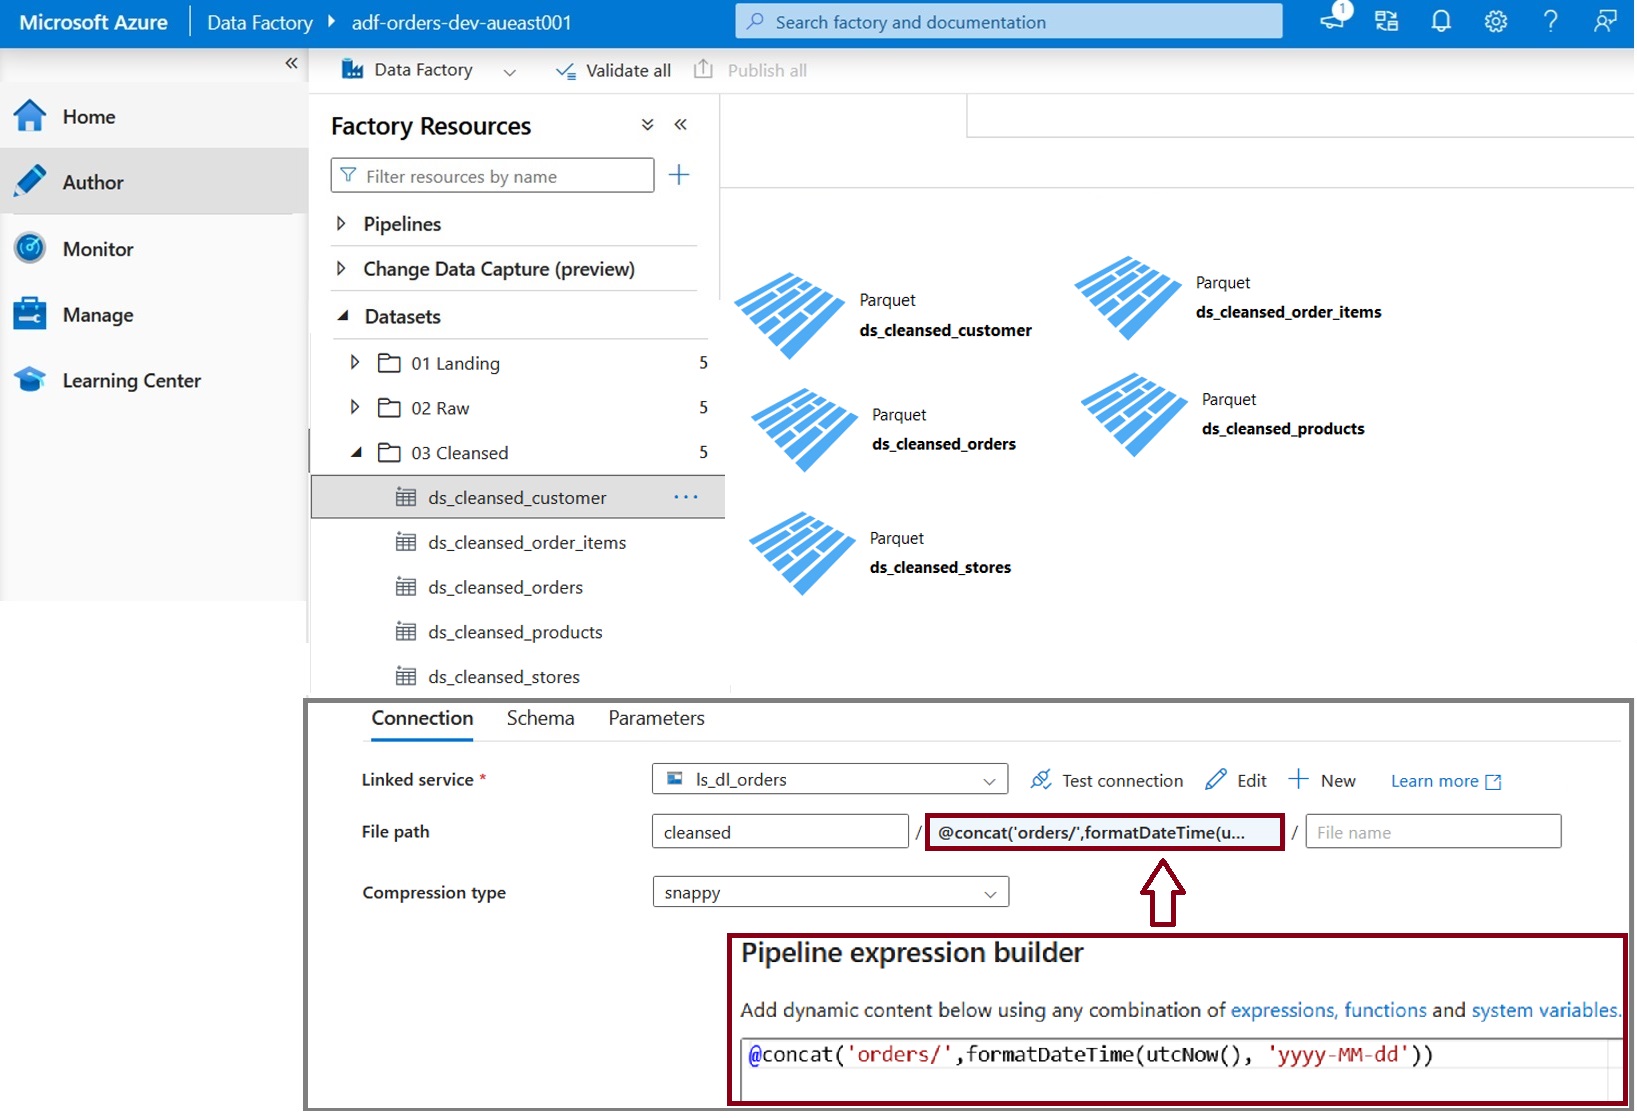 Microsoft Azure
Data Factory
adf-orders-dev-aueast001
Search factory and documentation
1
?
«
Home
Author
Monitor
Manage
Learning Center
Data Factory
Validate all
Publish all
Factory Resources
«
Filter resources by name
+
Pipelines
Change Data Capture (preview)
Datasets
01 Landing 5
02 Raw 5
03 Cleansed 5
ds_cleansed_customer ...
ds_cleansed_order_items
ds_cleansed_orders
ds_cleansed_products
ds_cleansed_stores
Parquet
ds_cleansed_customer
Parquet
ds_cleansed_order_items
Parquet
ds_cleansed_orders
Parquet
ds_cleansed_products
Parquet
ds_cleansed_stores
Connection Schema Parameters
Linked service * ls_dl_orders Test connection Edit + New Learn more
File path cleansed / @concat('orders/',formatDateTime(u... / File name
Compression type snappy
Pipeline expression builder
Add dynamic content below using any combination of expressions, functions and system variables.
@concat('orders/',formatDateTime(utcNow(), 'yyyy-MM-dd'))